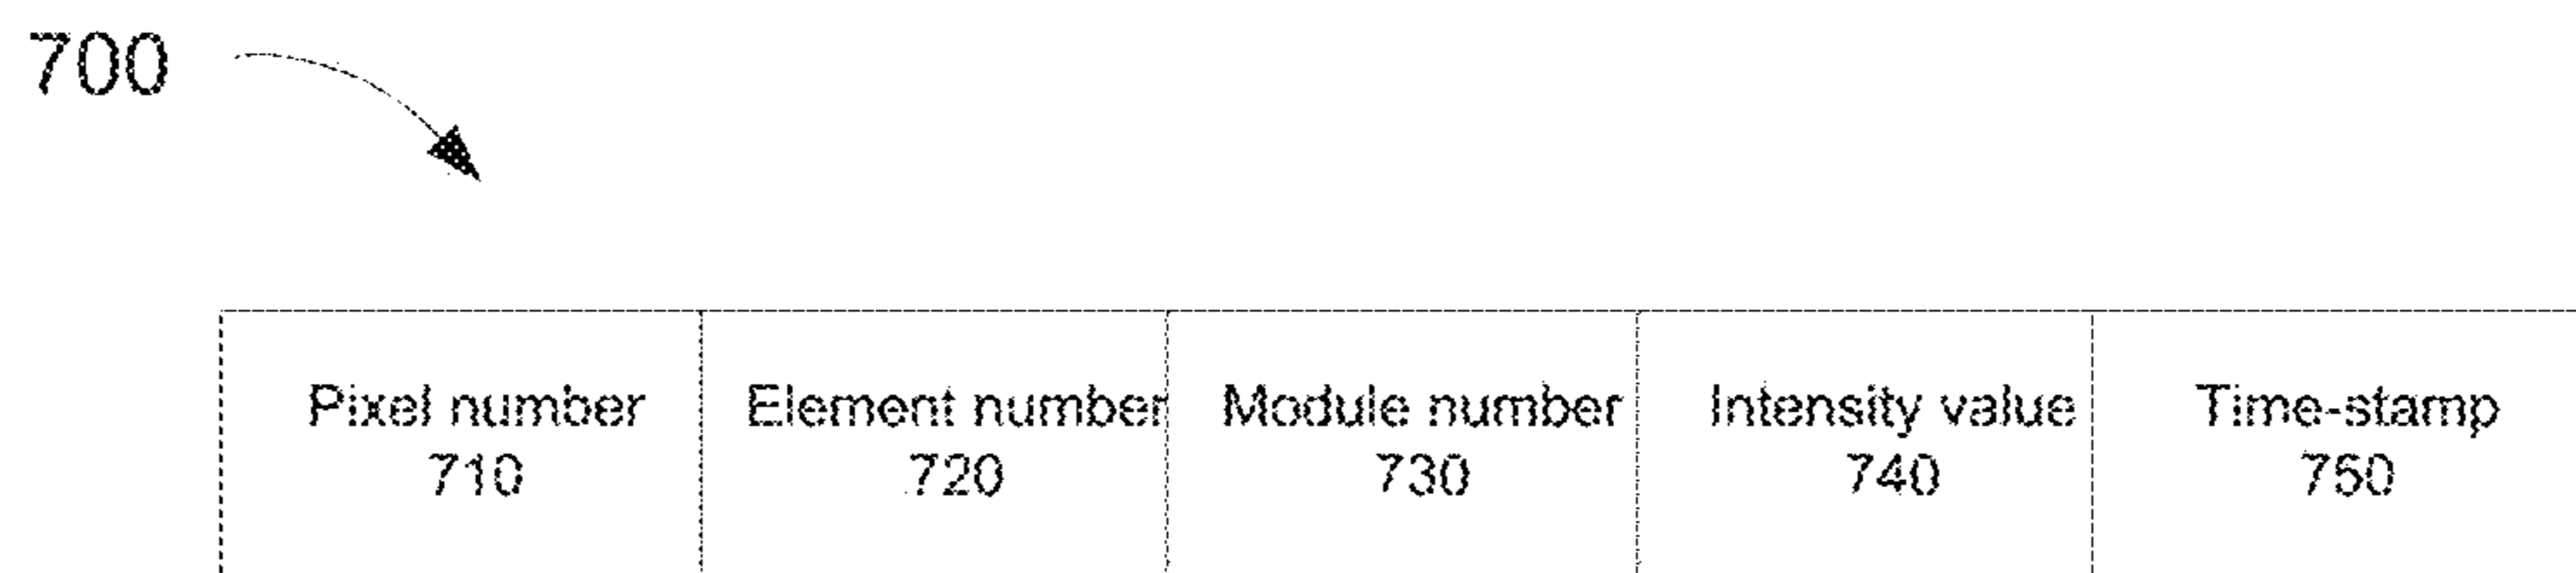 700
Pixel number Element number Module number Intensity value Time-stamp
710 720 730 740 750